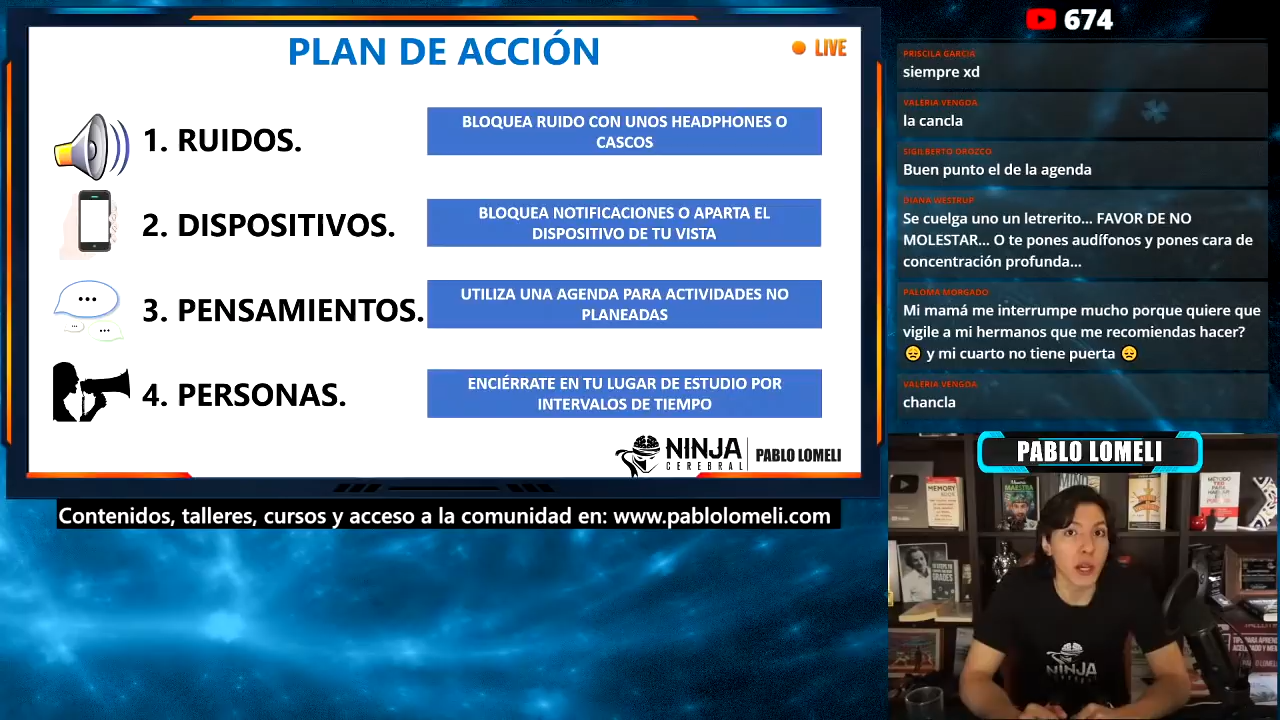 PLAN DE ACCIÓN
LIVE
1. RUIDOS.
BLOQUEA RUIDO CON UNOS HEADPHONES O
CASCOS
2. DISPOSITIVOS.
BLOQUEA NOTIFICACIONES O APARTA EL
DISPOSITIVO DE TU VISTA
3. PENSAMIENTOS.
UTILIZA UNA AGENDA PARA ACTIVIDADES NO
PLANEADAS
4. PERSONAS.
ENCIÉRRATE EN TU LUGAR DE ESTUDIO POR
INTERVALOS DE TIEMPO
NINJA
CEREBRAL
PABLO LOMELI
Contenidos, talleres, cursos y acceso a la comunidad en: www.pablolomeli.com
674
PRISCILA GARCIA
siempre xd
VALERIA VENGOA
la cancla
SIGILBERTO OROZCO
Buen punto el de la agenda
DIANA WESTRUP
Se cuelga uno un letrerito... FAVOR DE NO
MOLESTAR... O te pones audífonos y pones cara de
concentración profunda...
PALOMA MORGADO
Mi mamá me interrumpe mucho porque quiere que
vigile a mi hermanos que me recomiendas hacer?
😔 y mi cuarto no tiene puerta 😔
VALERIA VENGOA
chancla
PABLO LOMELI
MEMORY
MAESTRA
GRADES
NINJA